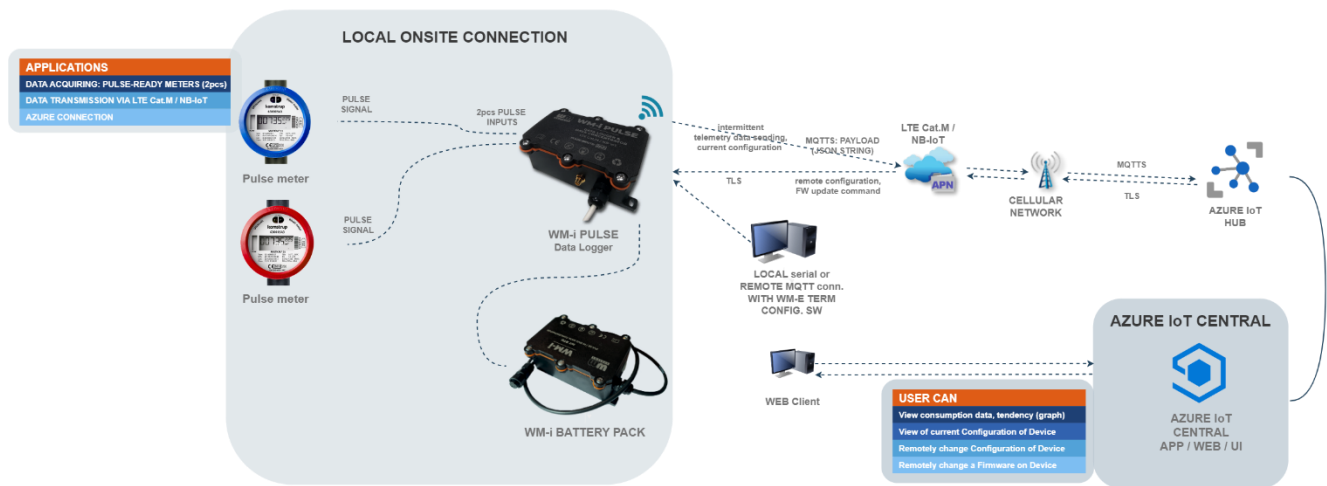 LOCAL ONSITE CONNECTION
APPLICATIONS
DATA ACQUIRING: PULSE-READY METERS (2pcs)
DATA TRANSMISSION VIA LTE Cat.M / NB-IoT
AZURE CONNECTION
kamstrup
Pulse meter
PULSE
SIGNAL
2pcs PULSE
INPUTS
WM-i PULSE
kamstrup
Pulse meter
PULSE
SIGNAL
WM-i PULSE
Data Logger
WM-i
WM-i BATTERY PACK
intermittent
telemetry data-sending,
current configuration
MQTTS: PAYLOAD
(JSON STRING)
TLS
remote configuration,
FW update command
LTE Cat.M /
NB-IoT
APN
CELLULAR
NETWORK
MQTTS
TLS
AZURE IoT
HUB
LOCAL serial or
REMOTE MQTT conn.
WITH WM-E TERM
CONFIG. SW
WEB Client
AZURE IoT CENTRAL
AZURE IoT
CENTRAL
APP / WEB / UI
USER CAN
View consumption data, tendency (graph)
View of current Configuration of Device
Remotely change Configuration of Device
Remotely change a Firmware on Device